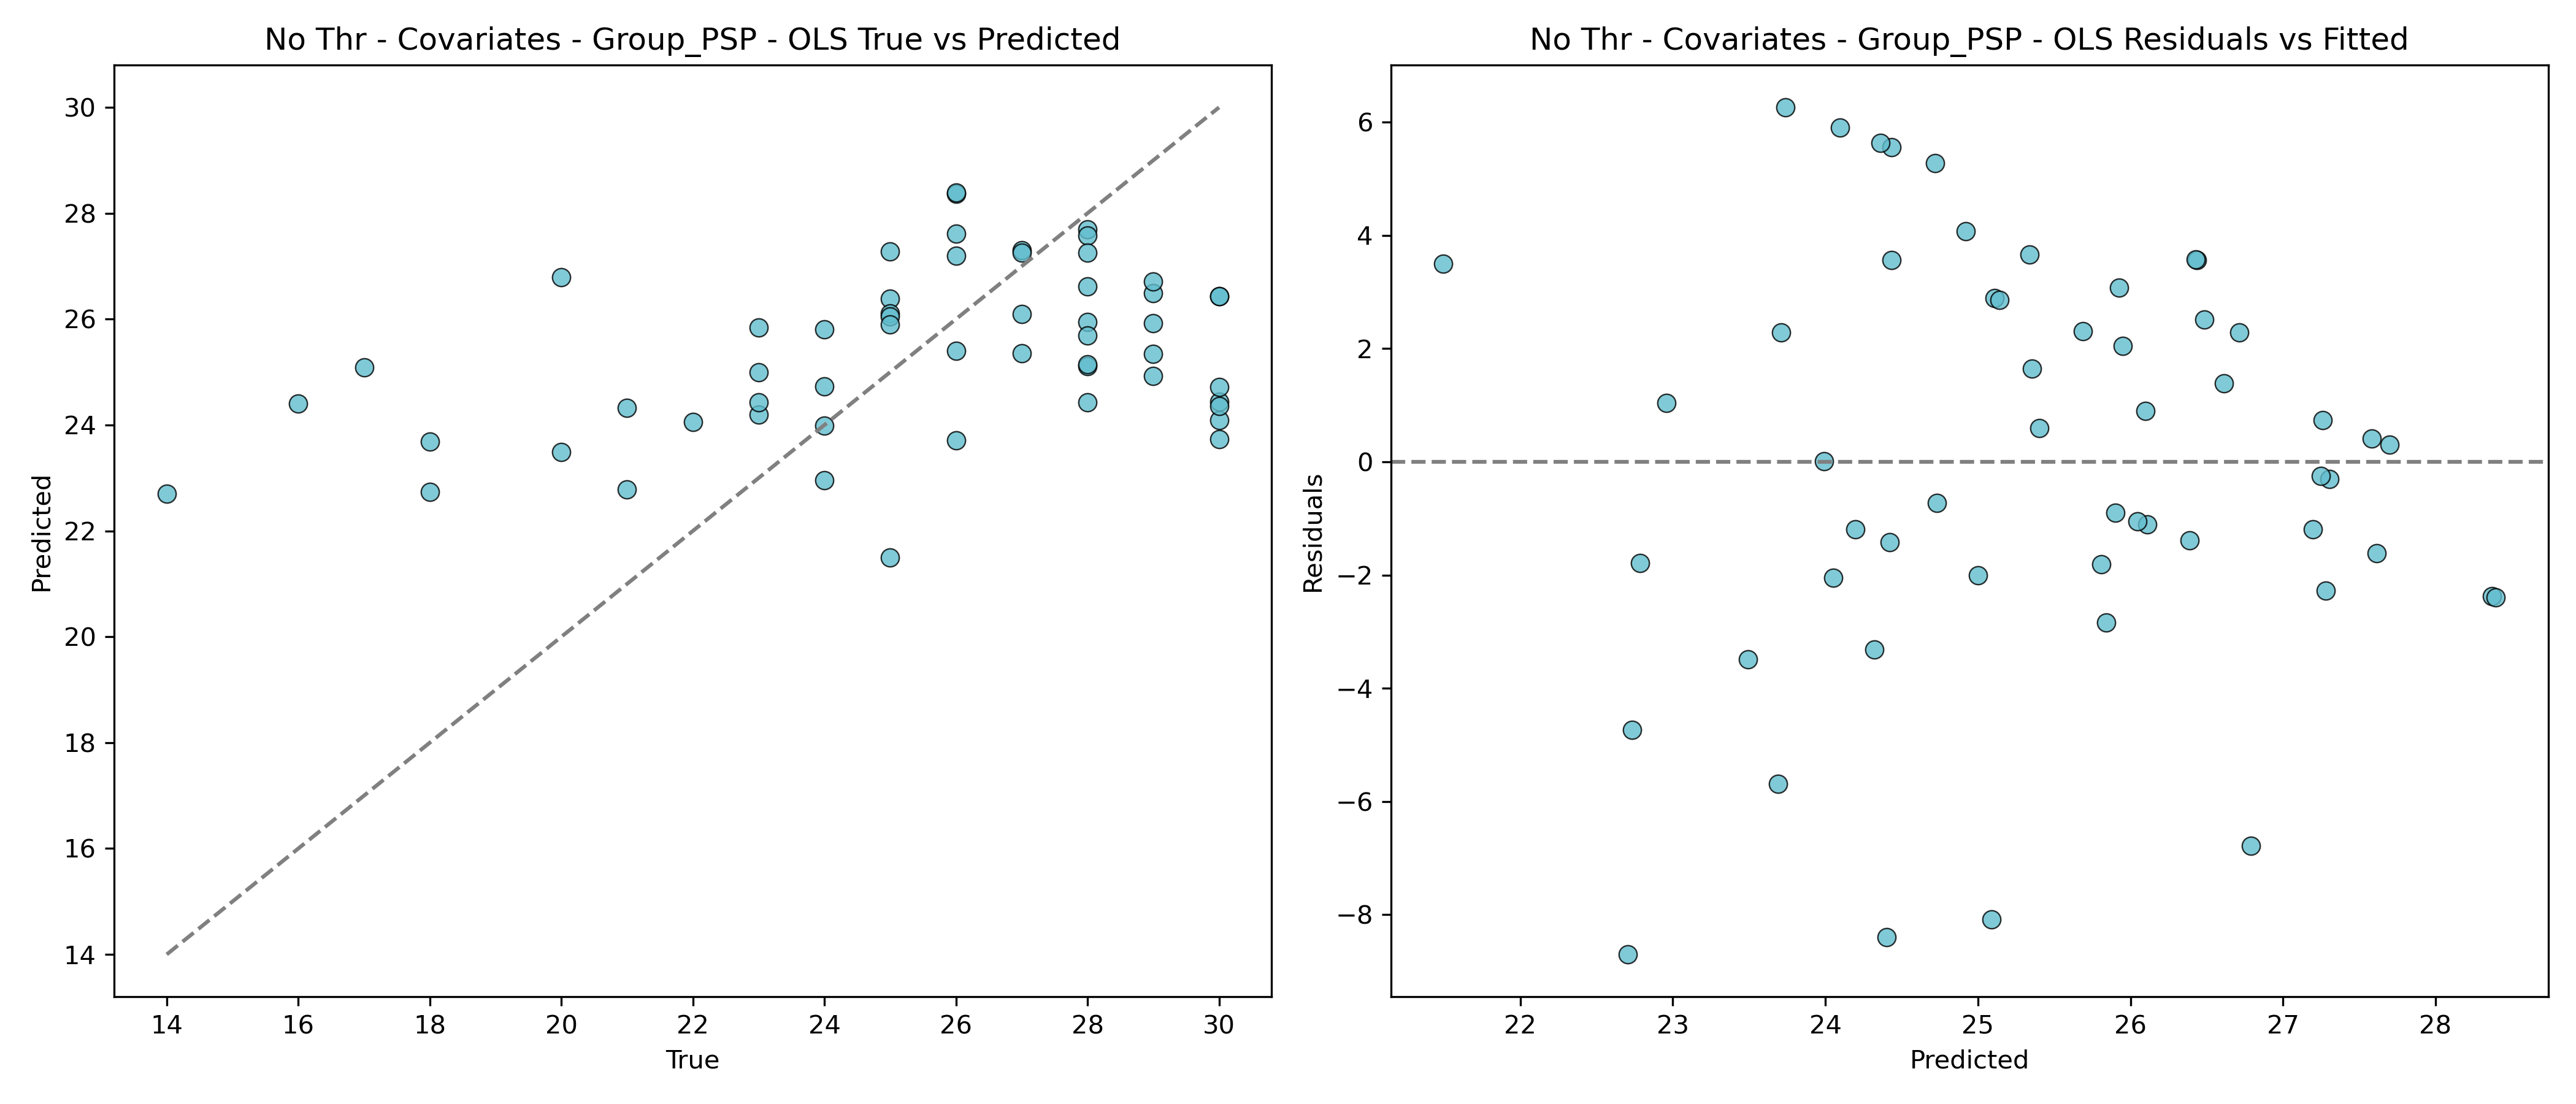 No Thr - Covariates - Group_PSP - OLS True vs Predicted
30
28
26
24
22
20
18
16
14
Predicted
14 16 18 20 22 24 26 28 30
True
No Thr - Covariates - Group_PSP - OLS Residuals vs Fitted
6
4
2
0
−2
−4
−6
−8
Residuals
22 23 24 25 26 27 28
Predicted